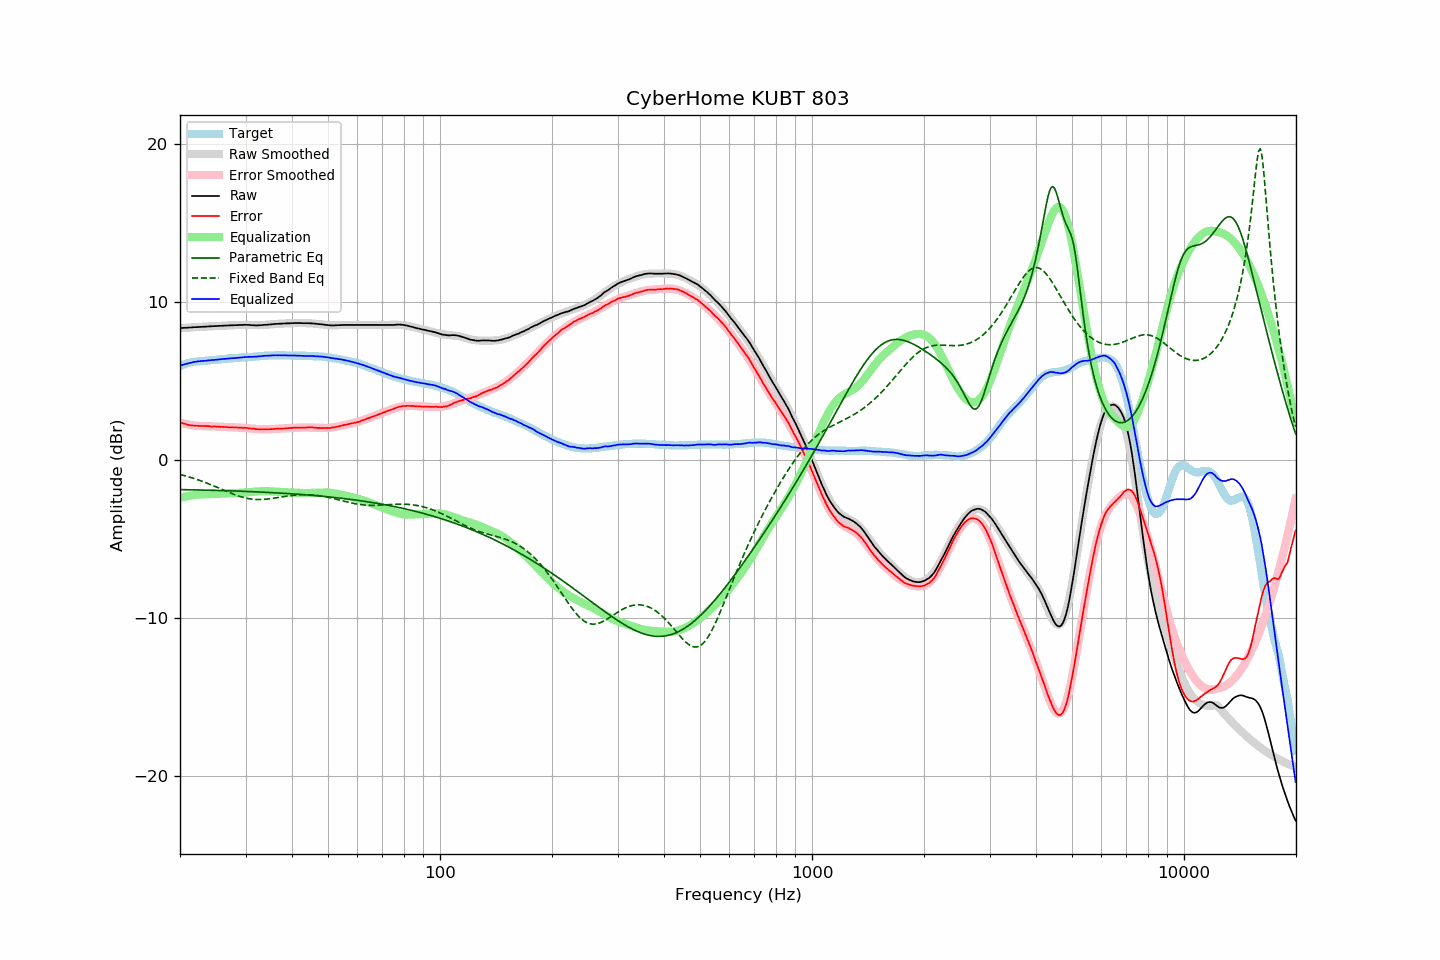 CyberHome KUBT 803
Target
Raw Smoothed
Error Smoothed
Raw
Error
Equalization
Parametric Eq
Fixed Band Eq
Equalized
20
10
0
−10
−20
Amplitude (dBr)
100
1000
10000
Frequency (Hz)